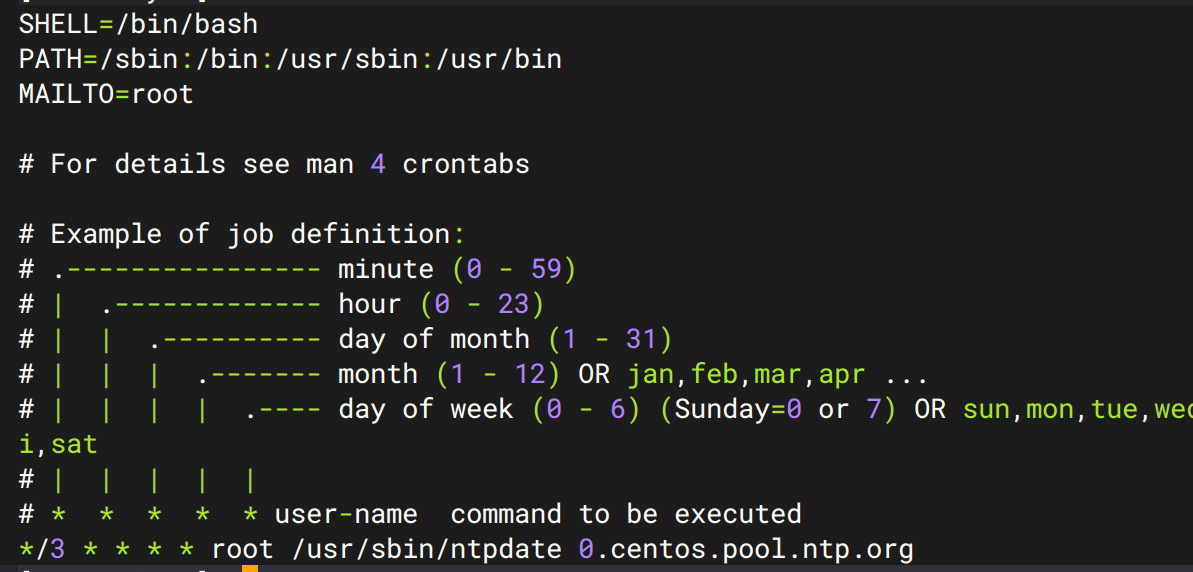 SHELL=/bin/bash
PATH=/sbin:/bin:/usr/sbin:/usr/bin
MAILTO=root
# For details see man 4 crontabs
# Example of job definition:
# .---------------- minute (0 - 59)
# |  .------------- hour (0 - 23)
# |  |  .---------- day of month (1 - 31)
# |  |  |  .------- month (1 - 12) OR jan,feb,mar,apr ...
# |  |  |  |  .---- day of week (0 - 6) (Sunday=0 or 7) OR sun,mon,tue,wed
i,sat
# |  |  |  |  |
# *  *  *  *  * user-name  command to be executed
*/3 * * * * root /usr/sbin/ntpdate 0.centos.pool.ntp.org